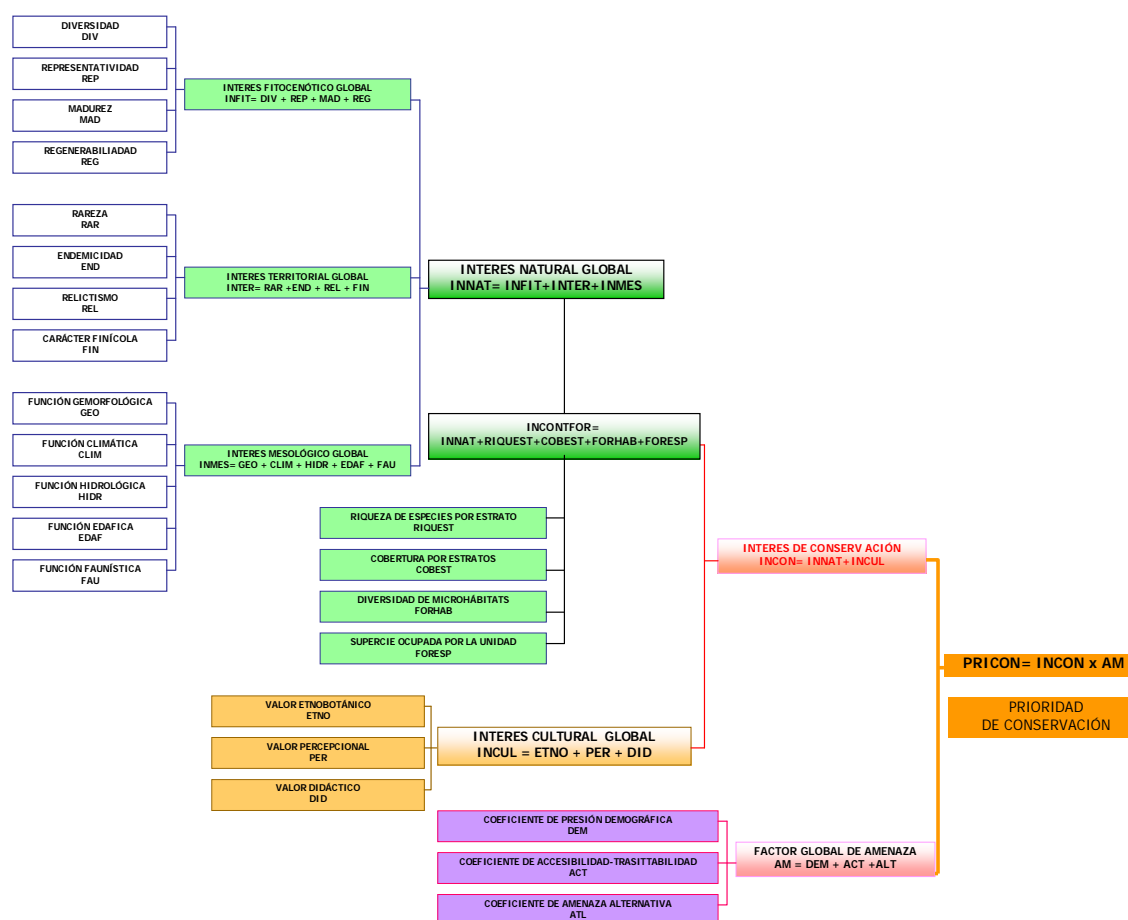 DIVERSIDAD
DIV
REPRESENTATIVIDAD
REP
MADUREZ
MAD
REGENERABILIADAD
REG
INTERES FITOCENÓTICO GLOBAL
INFIT= DIV + REP + MAD + REG
RAREZA
RAR
ENDEMICIDAD
END
RELICTISMO
REL
CARÁCTER FINÍCOLA
FIN
INTERES TERRITORIAL GLOBAL
INTER= RAR +END + REL + FIN
INTERES NATURAL GLOBAL
INNAT= INFIT+INTER+INMES
FUNCIÓN GEMORFOLÓGICA
GEO
FUNCIÓN CLIMÁTICA
CLIM
FUNCIÓN HIDROLÓGICA
HIDR
FUNCIÓN EDAFICA
EDAF
FUNCIÓN FAUNÍSTICA
FAU
INTERES MESOLÓGICO GLOBAL
INMES= GEO + CLIM + HIDR + EDAF + FAU
INCONTFOR=
INNAT+RIQUEST+COBEST+FORHAB+FORESP
RIQUEZA DE ESPECIES POR ESTRATO
RIQUEST
COBERTURA POR ESTRATOS
COBEST
DIVERSIDAD DE MICROHÁBITATS
FORHAB
SUPERCIE OCUPADA POR LA UNIDAD
FORESP
INTERES DE CONSERV ACIÓN
INCON= INNAT+INCUL
PRICON= INCON x AM
PRIORIDAD
DE CONSERVACIÓN
VALOR ETNOBOTÁNICO
ETNO
VALOR PERCEPCIONAL
PER
VALOR DIDÁCTICO
DID
INTERES CULTURAL GLOBAL
INCUL = ETNO + PER + DID
COEFICIENTE DE PRESIÓN DEMOGRÁFICA
DEM
COEFICIENTE DE ACCESIBILIDAD-TRASITTABILIDAD
ACT
COEFICIENTE DE AMENAZA ALTERNATIVA
ATL
FACTOR GLOBAL DE AMENAZA
AM = DEM + ACT +ALT